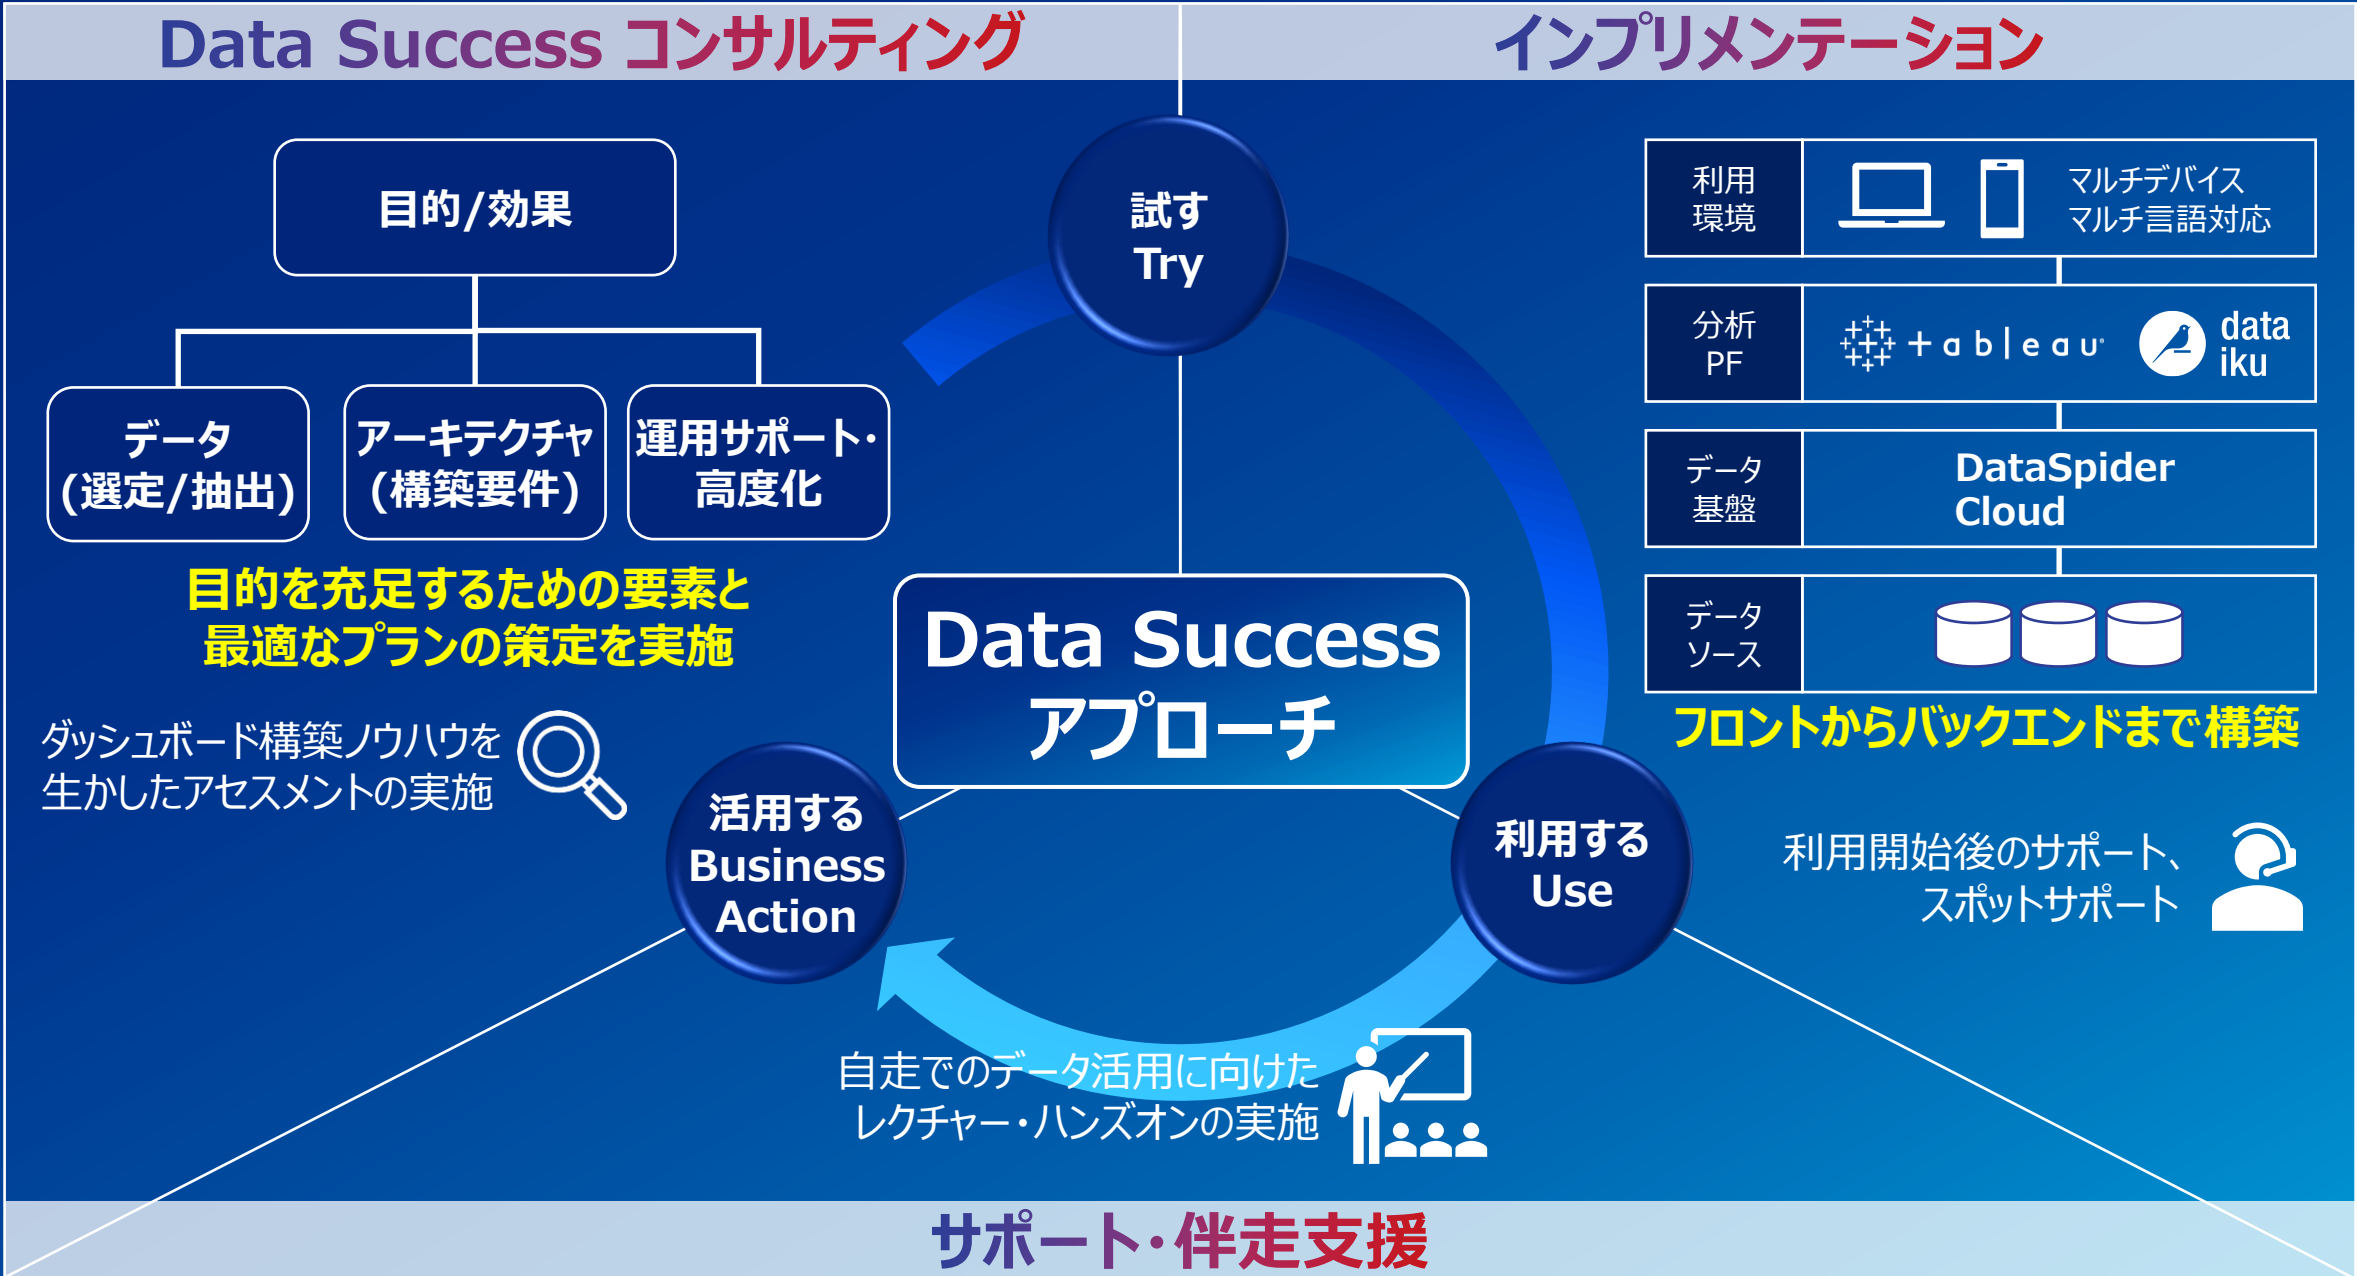 Data Success コンサルティング
インプリメンテーション
目的/効果
データ
(選定/抽出)
アーキテクチャ
(構築要件)
運用サポート・
高度化
目的を充足するための要素と
最適なプランの策定を実施
ダッシュボード構築ノウハウを
生かしたアセスメントの実施
試す
Try
Data Success
アプローチ
活用する
Business
Action
利用する
Use
利用
環境
マルチデバイス
マルチ言語対応
分析
PF
+ableau
data
iku
データ
基盤
DataSpider
Cloud
データ
ソース
フロントからバックエンドまで構築
利用開始後のサポート、
スポットサポート
自走でのデータ活用に向けた
レクチャー・ハンズオンの実施
サポート・伴走支援